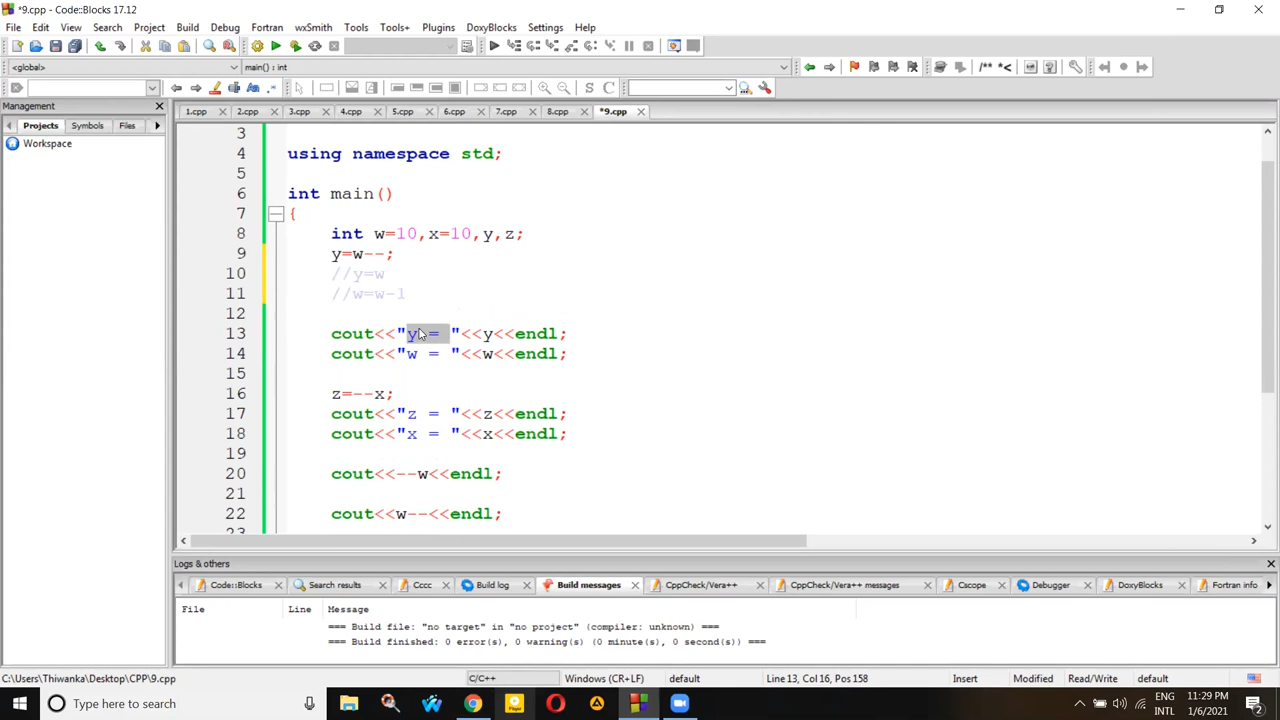 *9.cpp - Code::Blocks 17.12
File Edit View Search Project Build Debug Fortran wxSmith Tools Tools+ Plugins DoxyBlocks Settings Help
<global> main() : int /** *<
S C
Management
1.cpp 2.cpp 3.cpp 4.cpp 5.cpp 6.cpp 7.cpp 8.cpp *9.cpp
Projects Symbols Files
Workspace
3
4 using namespace std;
5
6 int main()
7 {
8 int w=10,x=10,y,z;
9 y=w--;
10 //y=w
11 //w=w-1
12
13 cout<<"y = "<<y<<endl;
14 cout<<"w = "<<w<<endl;
15
16 z=--x;
17 cout<<"z = "<<z<<endl;
18 cout<<"x = "<<x<<endl;
19
20 cout<<--w<<endl;
21
22 cout<<w--<<endl;
23
Logs & others
Code::Blocks Search results Cccc Build log Build messages CppCheck/Vera++ CppCheck/Vera++ messages Cscope Debugger DoxyBlocks Fortran info
File Line Message
=== Build file: "no target" in "no project" (compiler: unknown) ===
=== Build finished: 0 error(s), 0 warning(s) (0 minute(s), 0 second(s)) ===
C:\Users\Thiwanka\Desktop\CPP\9.cpp C/C++ Windows (CR+LF) default Line 13, Col 16, Pos 158 Insert Modified Read/Write default
Type here to search
Player
ENG
INTL
11:29 PM
1/6/2021
2